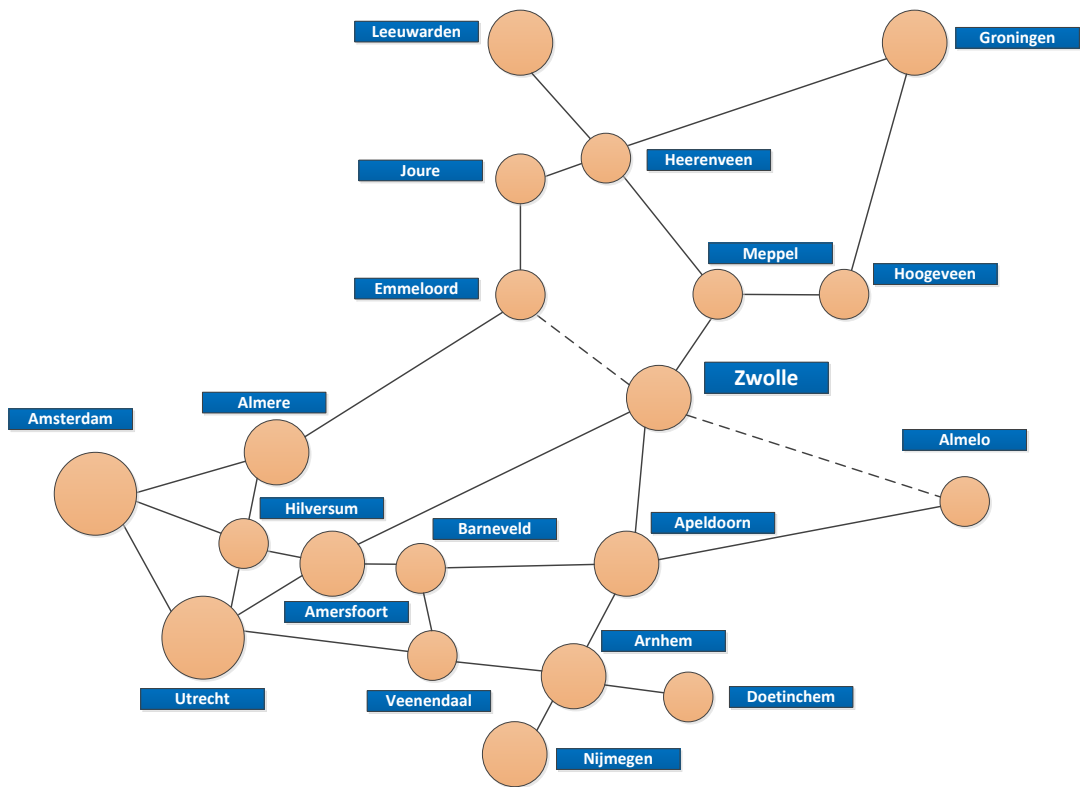 Leeuwarden
Groningen
Joure
Heerenveen
Meppel
Hoogeveen
Emmeloord
Zwolle
Almere
Amsterdam
Almelo
Hilversum
Barneveld
Apeldoorn
Amersfoort
Arnhem
Utrecht
Veenendaal
Doetinchem
Nijmegen